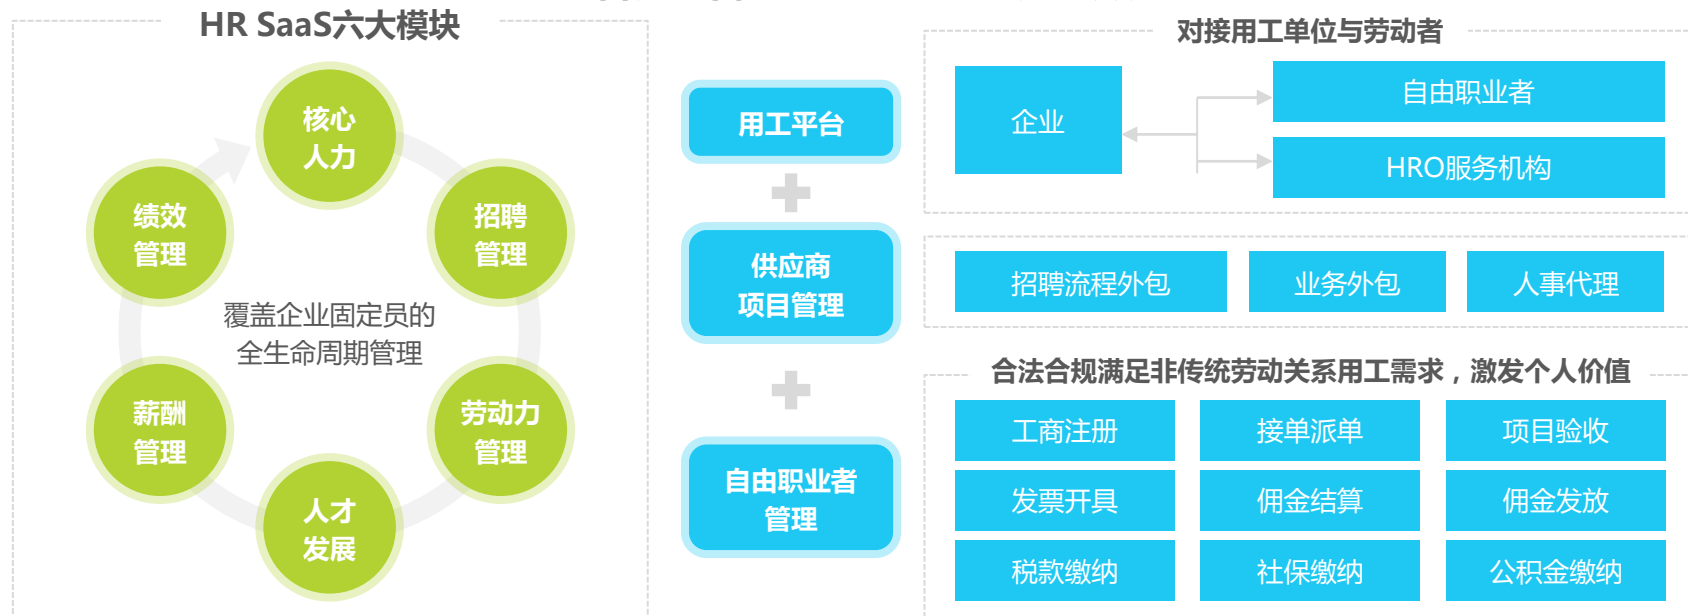 HR SaaS六大模块
核心
人力
招聘
管理
劳动力
管理
人才
发展
薪酬
管理
绩效
管理
覆盖企业固定员的
全生命周期管理
用工平台
供应商
项目管理
自由职业者
管理
对接用工单位与劳动者
企业
自由职业者
HRO服务机构
招聘流程外包
业务外包
人事代理
合法合规满足非传统劳动关系用工需求，激发个人价值
工商注册
接单派单
项目验收
发票开具
佣金结算
佣金发放
税款缴纳
社保缴纳
公积金缴纳